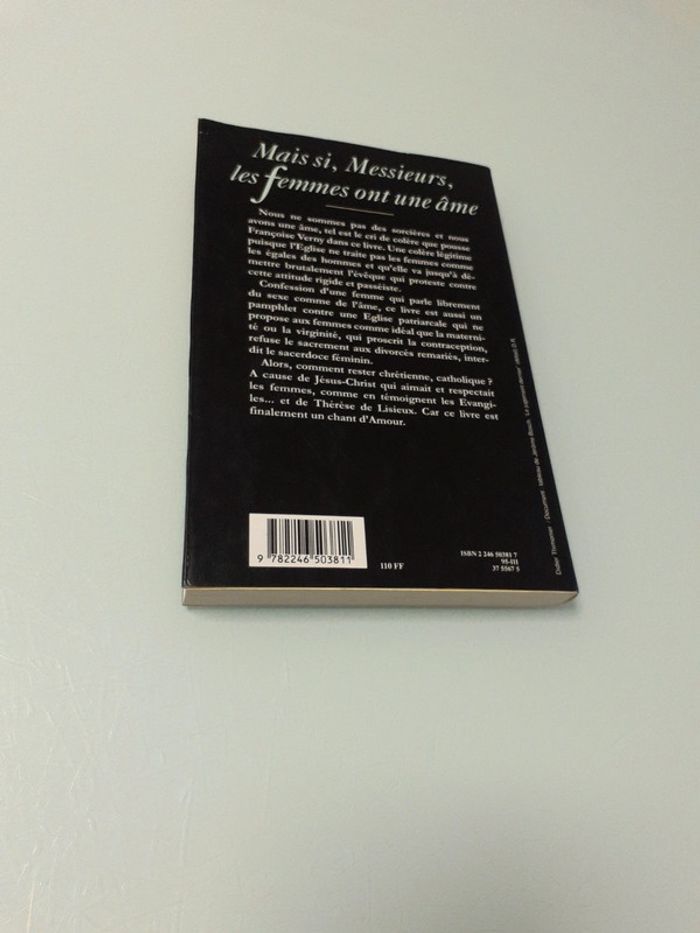 Mais si, Messieurs,
les femmes ont une âme
Nous ne sommes pas des sorcières et nous
avons une âme, tel est le cri de colère que pousse
Françoise Verny dans ce livre. Une colère légitime
puisque l'Eglise ne traite pas les femmes comme
les égales des hommes et qu'elle va jusqu'à dé-
mettre brutalement l'évêque qui proteste contre
cette attitude rigide et passéiste.
Confession d'une femme qui parle librement
du sexe comme de l'âme, ce livre est aussi un
pamphlet contre une Eglise patriarcale qui ne
propose aux femmes comme idéal que la materni-
té ou la virginité, qui proscrit la contraception,
refuse le sacrement aux divorcés remariés, inter-
dit le sacerdoce féminin.
Alors, comment rester chrétienne, catholique ?
A cause de Jésus-Christ qui aimait et respectait
les femmes, comme en témoignent les Evangi-
les... et de Thérèse de Lisieux. Car ce livre est
finalement un chant d'Amour.
9 782246 503811
110 FF
ISBN 2 246 50381 7
95-III
37 5567 5
Document : tableau de Jérôme Bosch